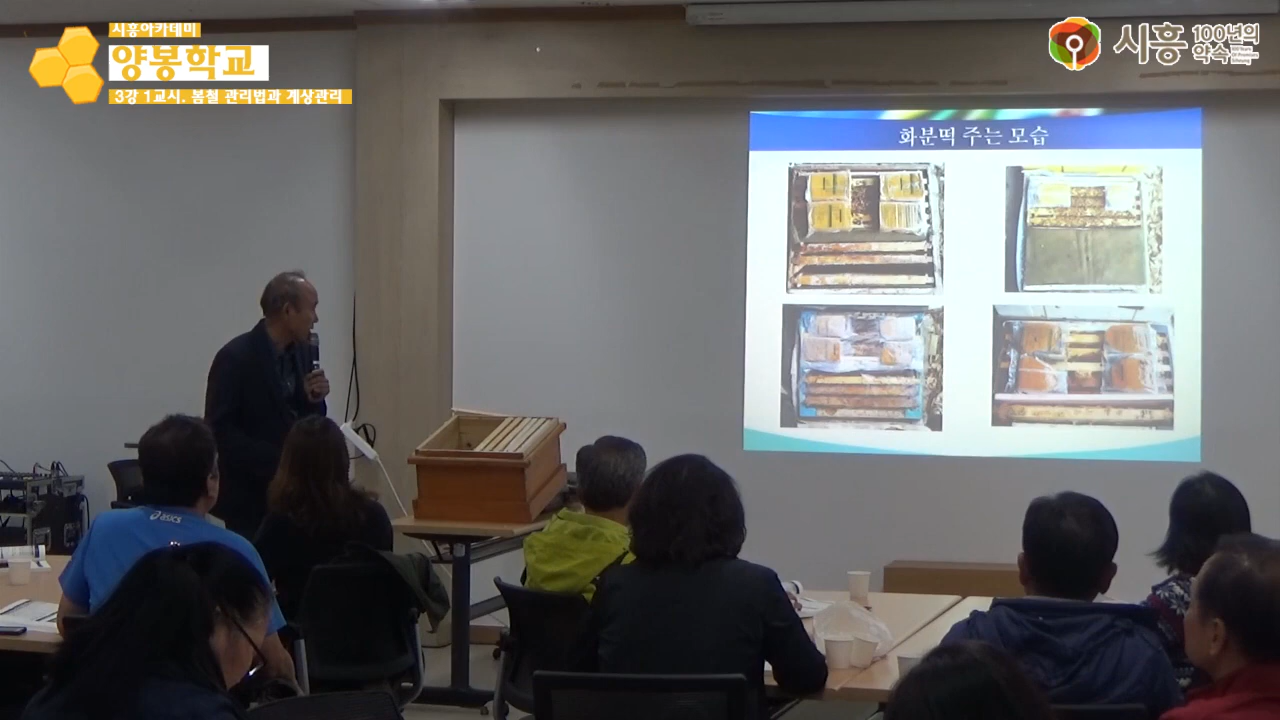 시흥아카데미
양봉학교
3강 1교시. 봄철 관리법과 계상관리
시흥
100년의
약속
화분떡 주는 모습
asics